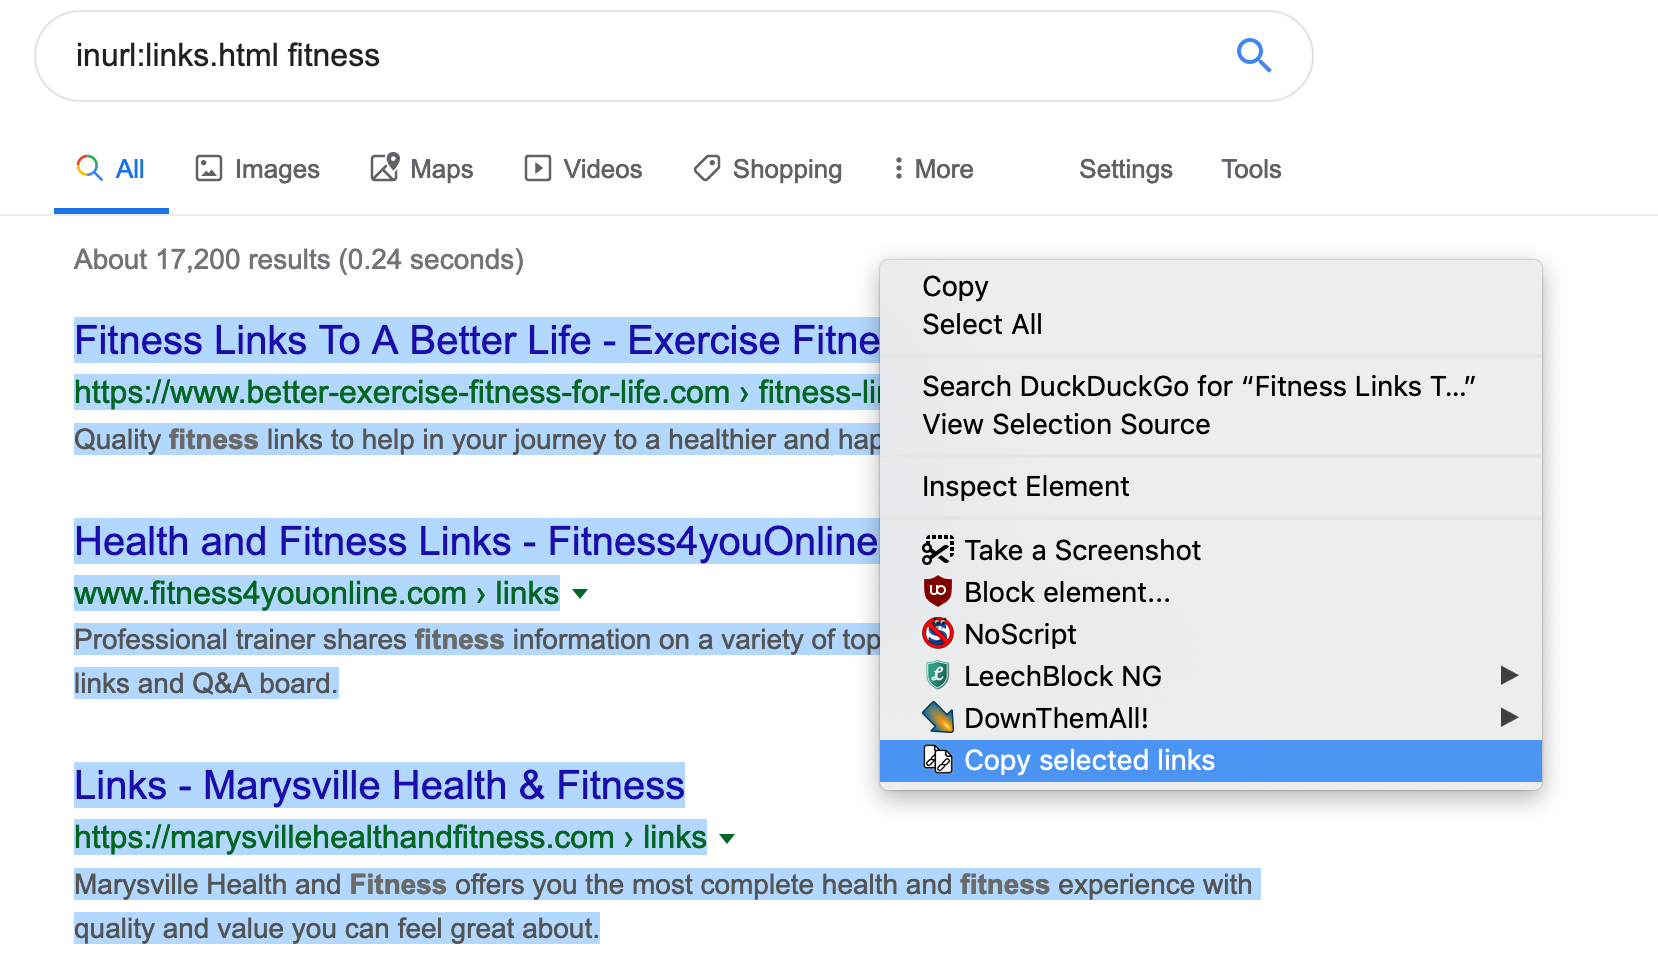 inurl:links.html fitness
All Images Maps Videos Shopping More Settings Tools
About 17,200 results (0.24 seconds)
Fitness Links To A Better Life - Exercise Fitne
https://www.better-exercise-fitness-for-life.com › fitness-li
Quality fitness links to help in your journey to a healthier and hap
Health and Fitness Links - Fitness4youOnline
www.fitness4youonline.com › links
Professional trainer shares fitness information on a variety of top
links and Q&A board.
Links - Marysville Health & Fitness
https://marysvillehealthandfitness.com › links
Marysville Health and Fitness offers you the most complete health and fitness experience with
quality and value you can feel great about.
Copy
Select All
Search DuckDuckGo for “Fitness Links T...”
View Selection Source
Inspect Element
Take a Screenshot
Block element...
NoScript
LeechBlock NG
DownThemAll!
Copy selected links